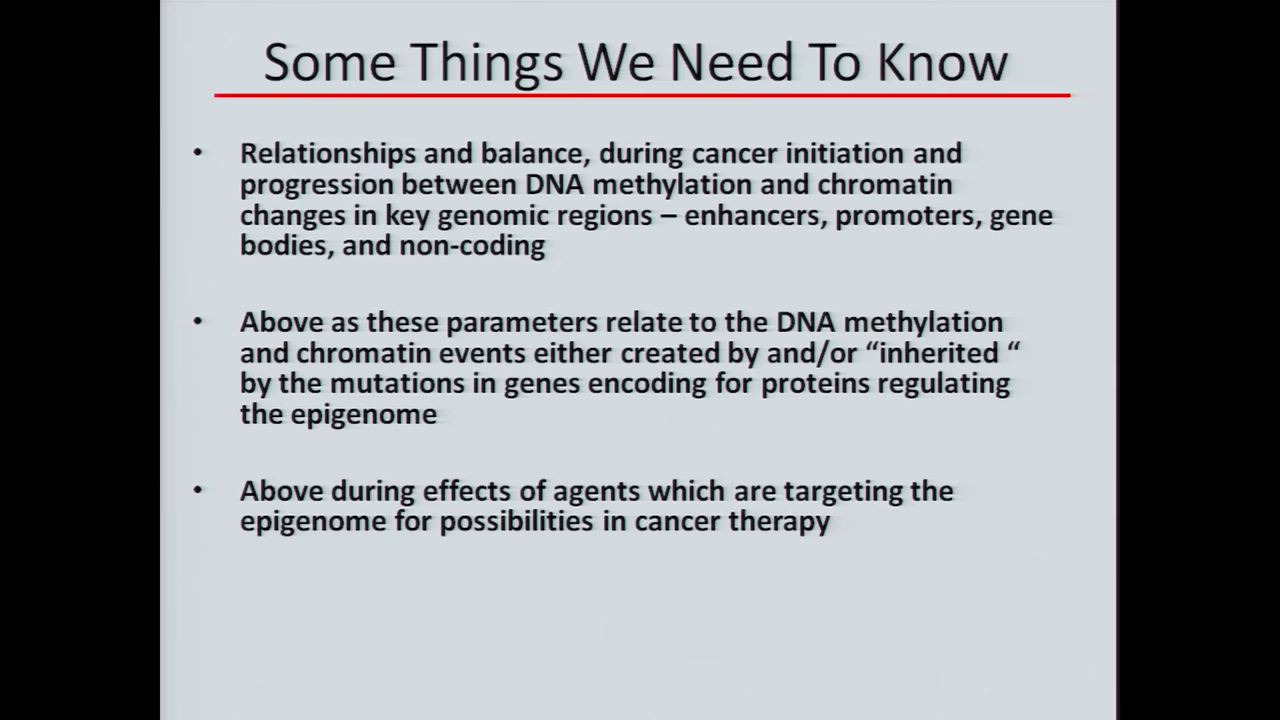 Some Things We Need To Know
• Relationships and balance, during cancer initiation and
progression between DNA methylation and chromatin
changes in key genomic regions – enhancers, promoters, gene
bodies, and non-coding
• Above as these parameters relate to the DNA methylation
and chromatin events either created by and/or “inherited “
by the mutations in genes encoding for proteins regulating
the epigenome
• Above during effects of agents which are targeting the
epigenome for possibilities in cancer therapy